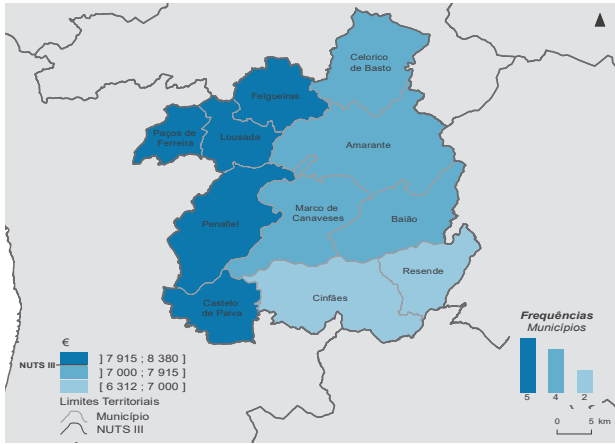 Celorico
de Basto
Felgueiras
Paços de
Ferreira
Lousada
Amarante
Marco de
Canaveses
Penafiel
Baião
Resende
Cinfães
Castelo
de Paiva
€
NUTS III
] 7 915 ; 8 380 ]
] 7 000 ; 7 915 ]
[ 6 312 ; 7 000 ]
Limites Territoriais
Município
NUTS III
Frequências
Municípios
5 4 2
0 5 km